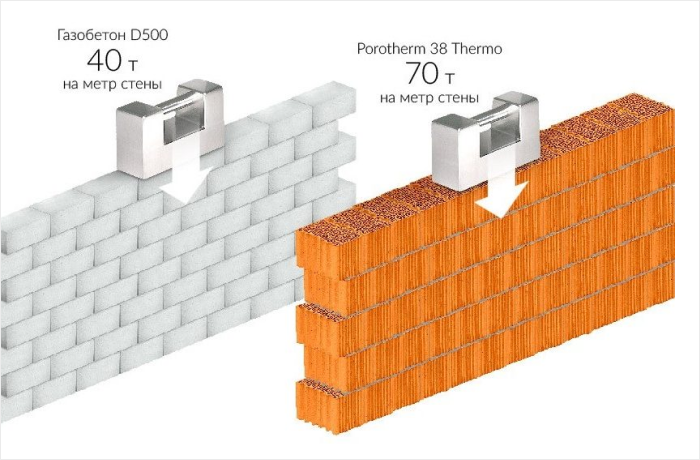 Газобетон D500
40 т
на метр стены
Porotherm 38 Thermo
70 т
на метр стены